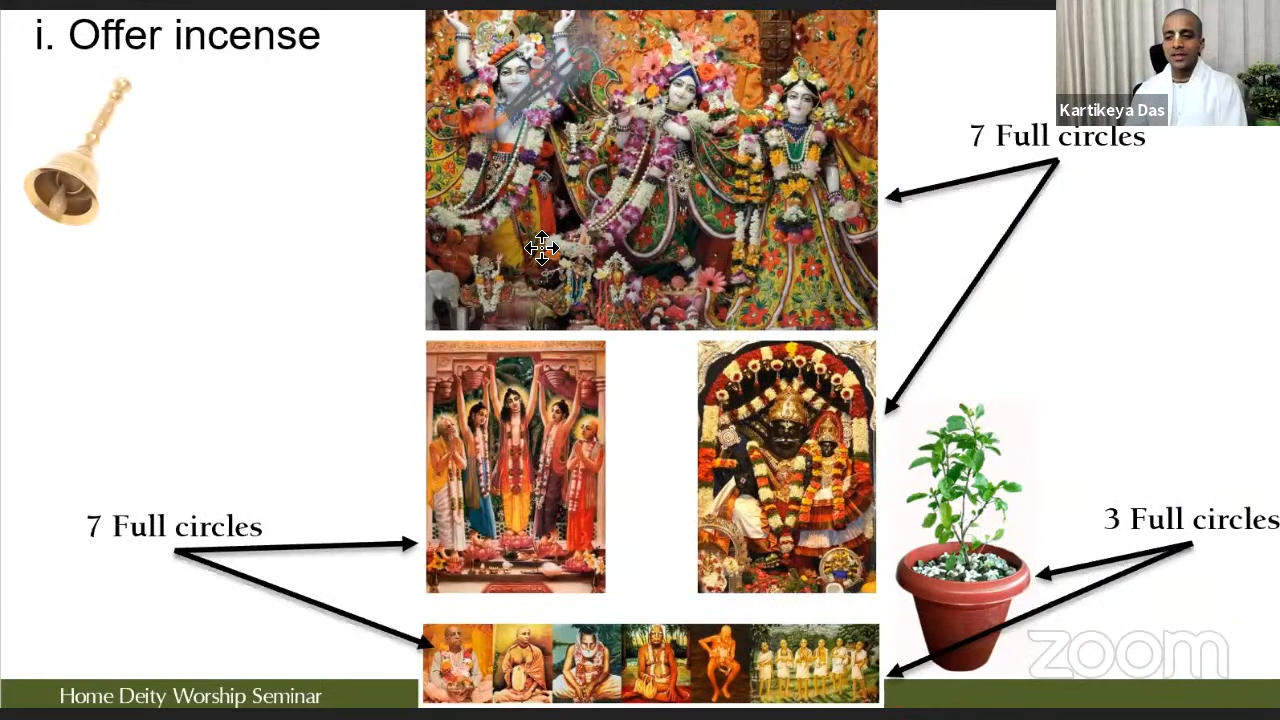 i. Offer incense
Kartikeya Das
7 Full circles
7 Full circles
3 Full circles
zoom
Home Deity Worship Seminar